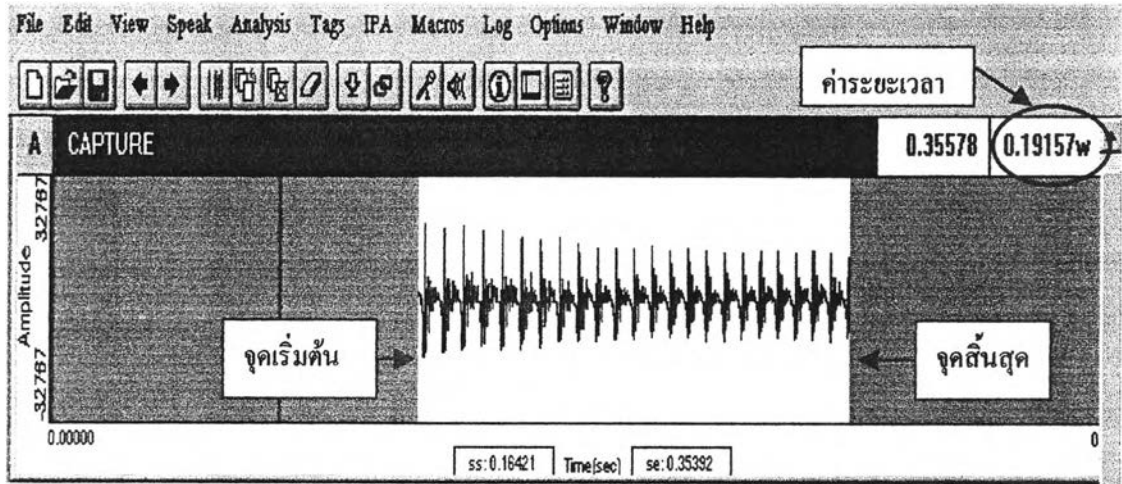 File Edit View Speak Analysis Tags IPA Macros Log Options Window Help
ค่าระยะเวลา
A CAPTURE 0.35578 0.19157w
32767
Amplitude
-32767
จุดเริ่มต้น
จุดสิ้นสุด
0.00000 0
ss:0.16421 Time(sec) se:0.35392